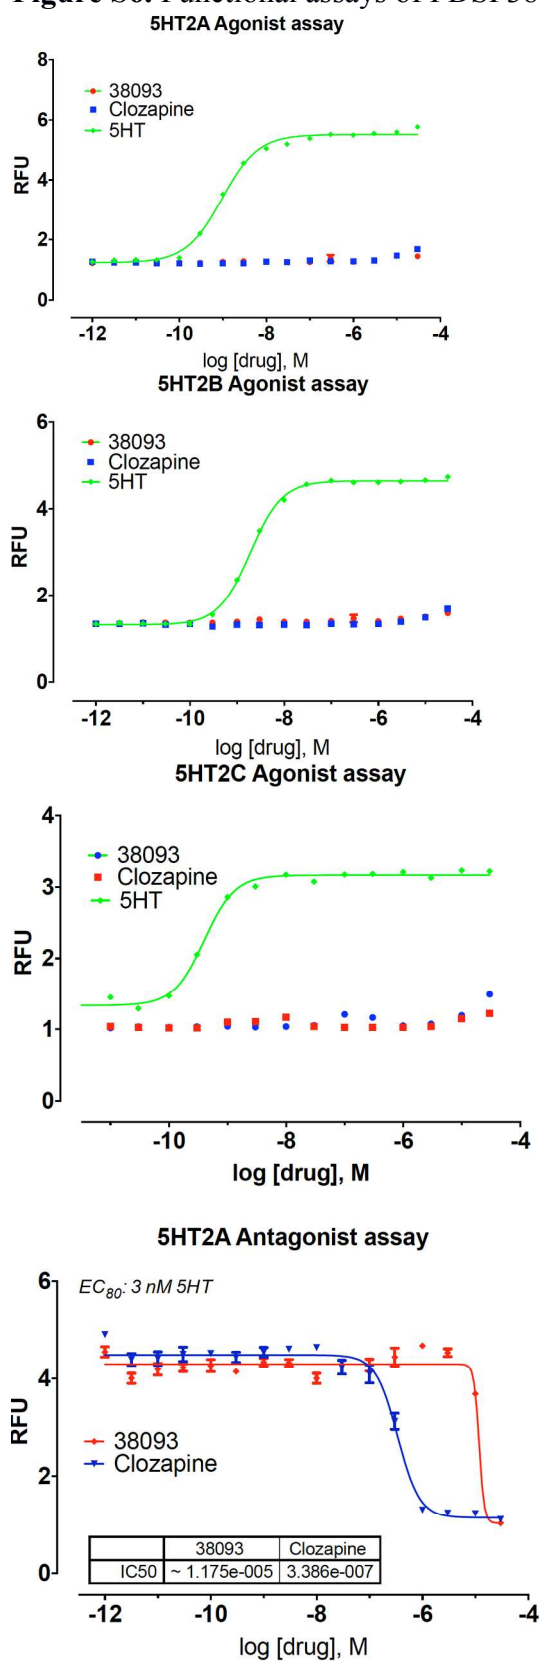 Figure S6. Functional assays of PDSP 38
5HT2A Agonist assay
8
6
4
2
0
RFU
38093
Clozapine
5HT
-12 -10 -8 -6 -4
log [drug], M
5HT2B Agonist assay
6
4
2
0
RFU
38093
Clozapine
5HT
-12 -10 -8 -6 -4
log [drug], M
5HT2C Agonist assay
4
3
2
1
0
RFU
38093
Clozapine
5HT
-10 -8 -6 -4
log [drug], M
5HT2A Antagonist assay
EC80: 3 nM 5HT
6
4
2
0
RFU
38093
Clozapine
38093 Clozapine
IC50 ~ 1.175e-005 3.386e-007
-12 -10 -8 -6 -4
log [drug], M